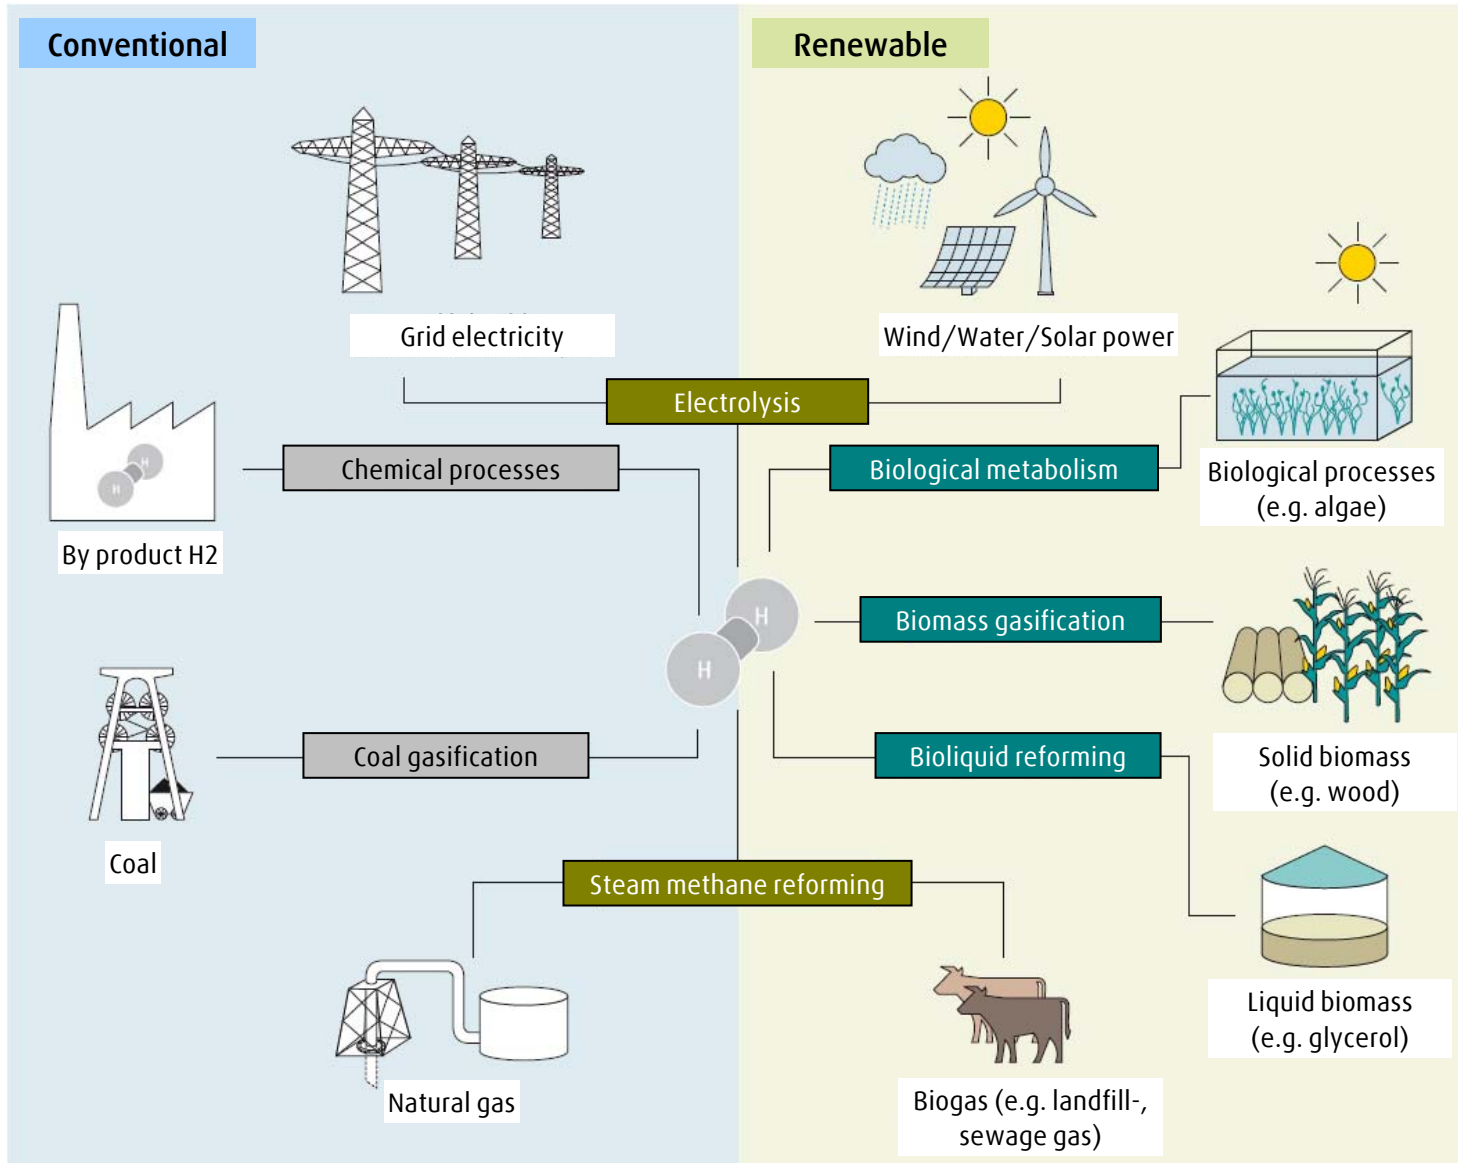 Conventional
Renewable
Grid electricity
Wind/Water/Solar power
Electrolysis
H
H
Chemical processes
Biological metabolism
Biological processes
(e.g. algae)
By product H2
H
H
Biomass gasification
Coal gasification
Bioliquid reforming
Solid biomass
(e.g. wood)
Coal
Steam methane reforming
Liquid biomass
(e.g. glycerol)
Natural gas
Biogas (e.g. landfill-,
sewage gas)